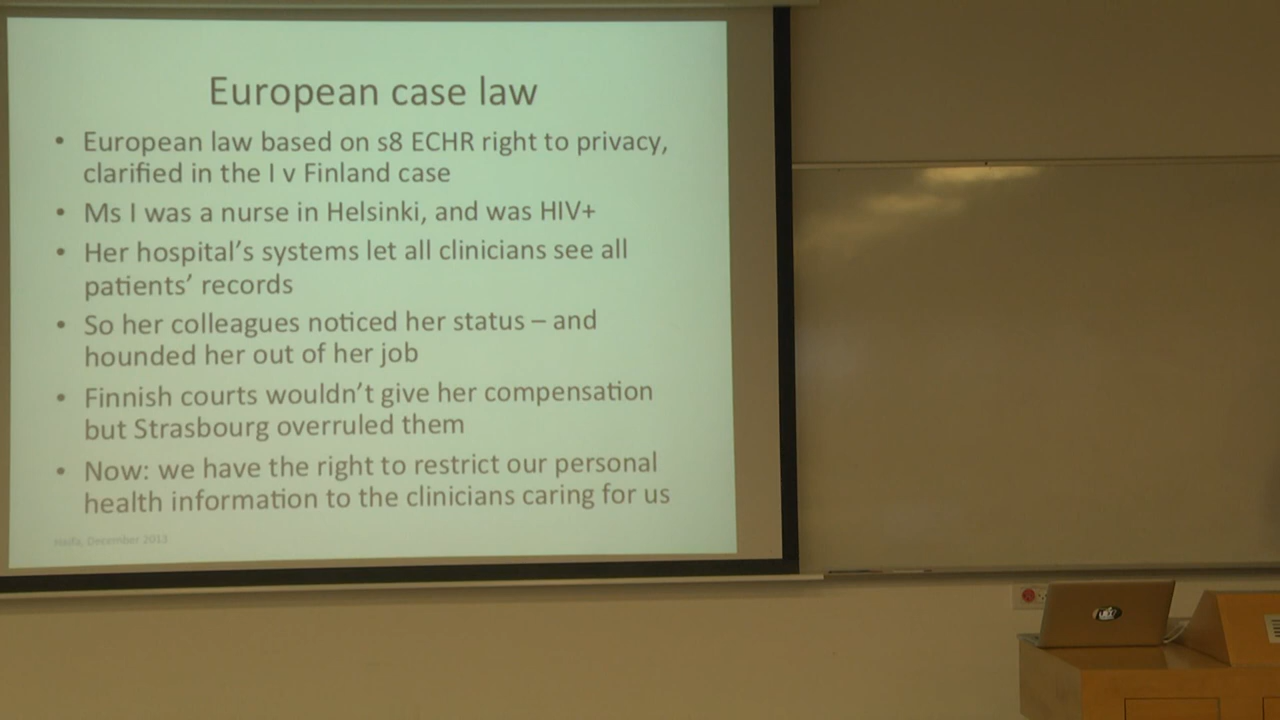 European case law
• European law based on s8 ECHR right to privacy,
clarified in the I v Finland case
• Ms I was a nurse in Helsinki, and was HIV+
• Her hospital's systems let all clinicians see all
patients' records
• So her colleagues noticed her status – and
hounded her out of her job
• Finnish courts wouldn't give her compensation
but Strasbourg overruled them
• Now: we have the right to restrict our personal
health information to the clinicians caring for us
Haifa, December 2013